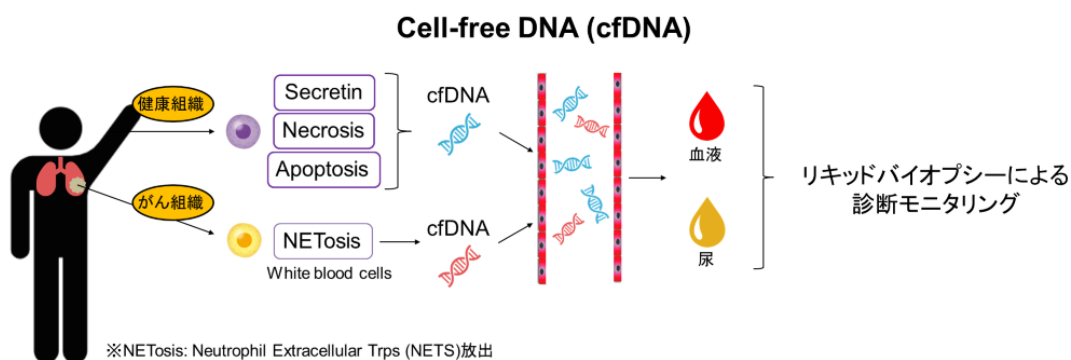 Cell-free DNA (cfDNA)
健康組織
Secretin
Necrosis
Apoptosis
cfDNA
がん組織
NETosis
White blood cells
cfDNA
血液
尿
リキッドバイオプシーによる
診断モニタリング
※NETosis: Neutrophil Extracellular Trps (NETS)放出